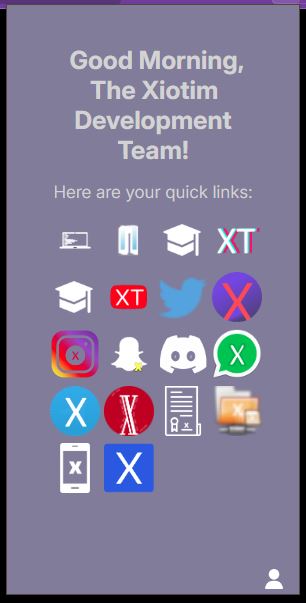 Good Morning,
The Xiotim
Development
Team!
Here are your quick links:
XT
XT
X
X
X
X
X
X
X
X
X